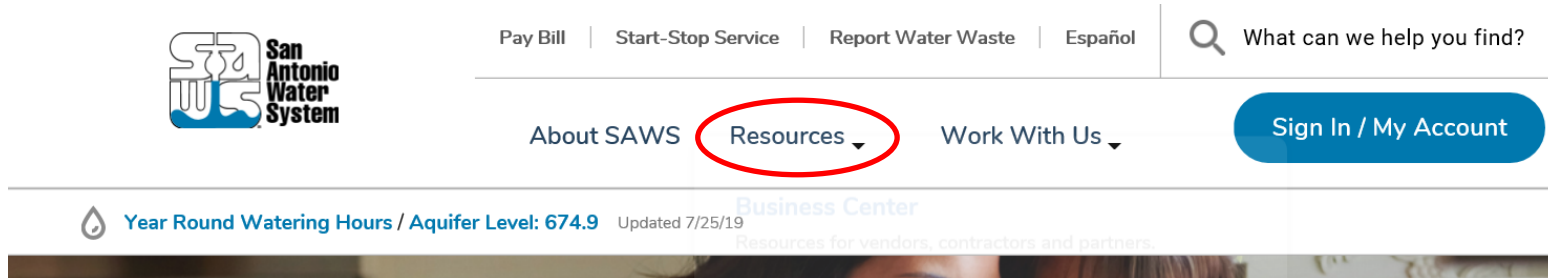 San
Antonio
Water
System
Pay Bill | Start-Stop Service | Report Water Waste | Español
What can we help you find?
About SAWS Resources Work With Us
Sign In / My Account
Year Round Watering Hours / Aquifer Level: 674.9 Updated 7/25/19
Business Center
Resources for vendors, contractors and partners.